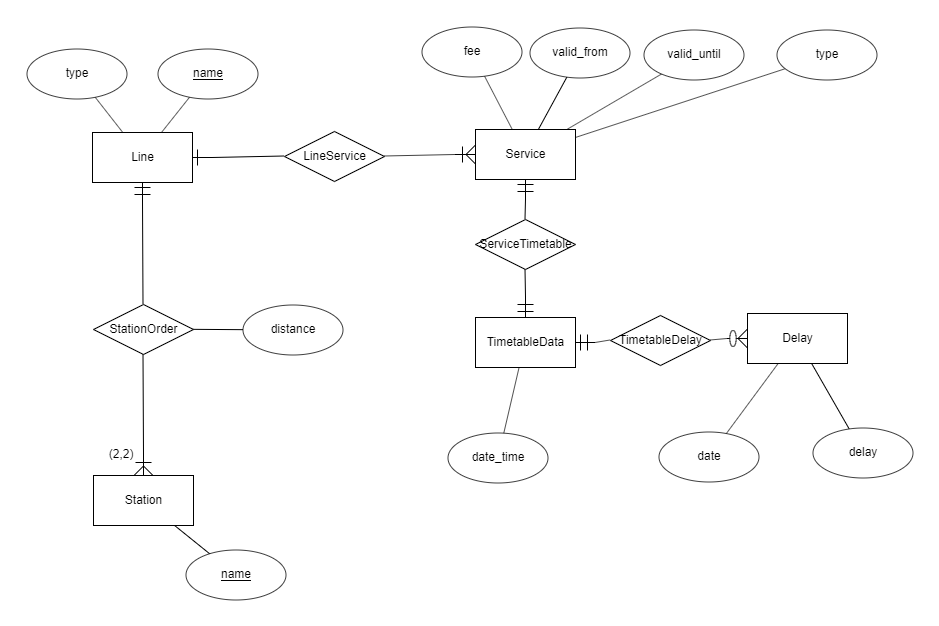 fee
valid_from
valid_until
type
type
name
Line
LineService
Service
ServiceTimetable
StationOrder
distance
TimetableData
TimetableDelay
Delay
(2,2)
date_time
date
delay
Station
name